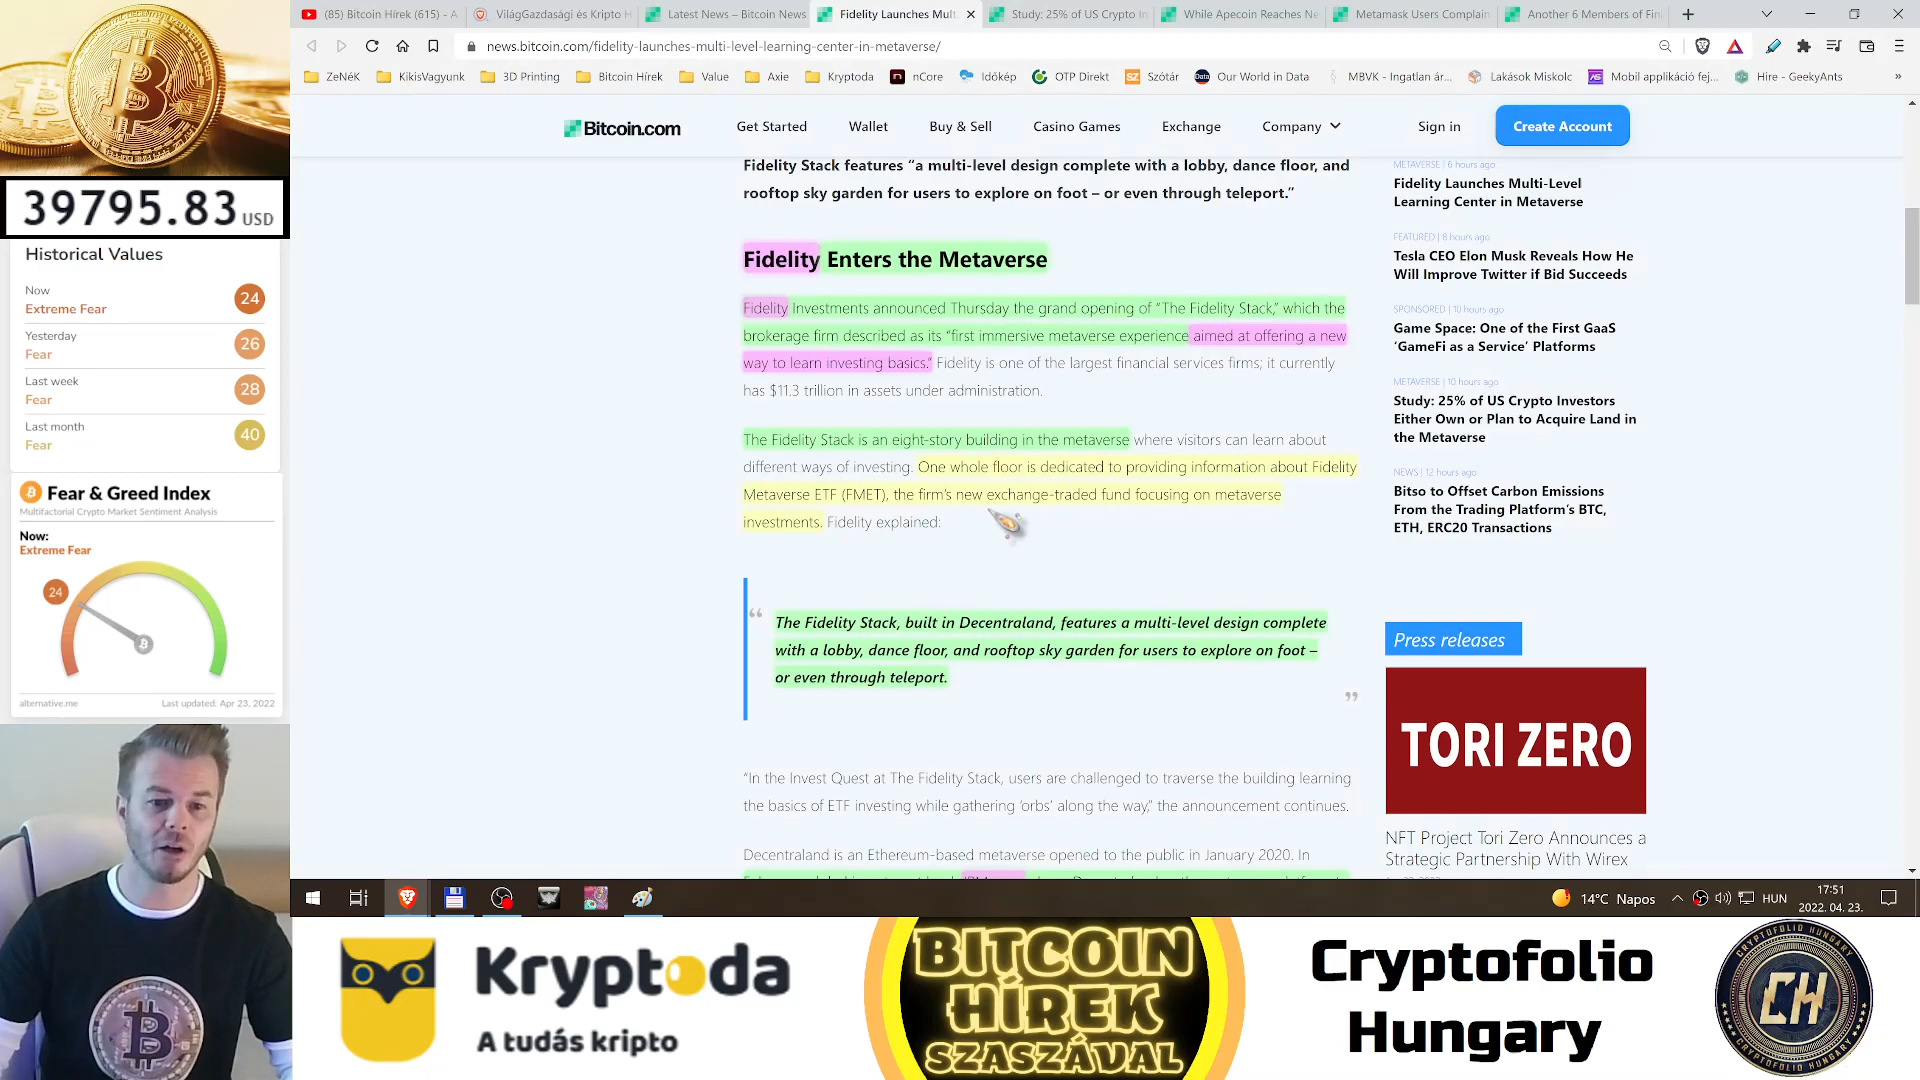 (85) Bitcoin Hírek (615) - A
VilágGazdasági és Kripto H
Latest News – Bitcoin News
Fidelity Launches Mult
Study: 25% of US Crypto In
While Apecoin Reaches Ne
Metamask Users Complain
Another 6 Members of Fin
news.bitcoin.com/fidelity-launches-multi-level-learning-center-in-metaverse/
ZeNéK
KikisVagyunk
3D Printing
Bitcoin Hírek
Value
Axie
Kryptoda
nCore
Időkép
OTP Direkt
Szótár
Our World in Data
MBVK - Ingatlan ár...
Lakások Miskolc
Mobil applikáció fej...
Hire - GeekyAnts
Bitcoin.com
Get Started
Wallet
Buy & Sell
Casino Games
Exchange
Company
Sign in
Create Account
Fidelity Stack features “a multi-level design complete with a lobby, dance floor, and
rooftop sky garden for users to explore on foot – or even through teleport.”
Fidelity Enters the Metaverse
Fidelity Investments announced Thursday the grand opening of “The Fidelity Stack,” which the
brokerage firm described as its “first immersive metaverse experience aimed at offering a new
way to learn investing basics.” Fidelity is one of the largest financial services firms; it currently
has $11.3 trillion in assets under administration.
The Fidelity Stack is an eight-story building in the metaverse where visitors can learn about
different ways of investing. One whole floor is dedicated to providing information about Fidelity
Metaverse ETF (FMET), the firm’s new exchange-traded fund focusing on metaverse
investments. Fidelity explained:
“
The Fidelity Stack, built in Decentraland, features a multi-level design complete
with a lobby, dance floor, and rooftop sky garden for users to explore on foot –
or even through teleport.
”
“In the Invest Quest at The Fidelity Stack, users are challenged to traverse the building learning
the basics of ETF investing while gathering ‘orbs’ along the way,” the announcement continues.
Decentraland is an Ethereum-based metaverse opened to the public in January 2020. In
METAVERSE | 6 hours ago
Fidelity Launches Multi-Level
Learning Center in Metaverse
FEATURED | 8 hours ago
Tesla CEO Elon Musk Reveals How He
Will Improve Twitter if Bid Succeeds
SPONSORED | 10 hours ago
Game Space: One of the First GaaS
‘GameFi as a Service’ Platforms
METAVERSE | 10 hours ago
Study: 25% of US Crypto Investors
Either Own or Plan to Acquire Land in
the Metaverse
NEWS | 12 hours ago
Bitso to Offset Carbon Emissions
From the Trading Platform’s BTC,
ETH, ERC20 Transactions
Press releases
TORI ZERO
NFT Project Tori Zero Announces a
Strategic Partnership With Wirex
39795.83 USD
Historical Values
Now
Extreme Fear
24
Yesterday
Fear
26
Last week
Fear
28
Last month
Fear
40
Fear & Greed Index
Multifactorial Crypto Market Sentiment Analysis
Now:
Extreme Fear
24
alternative.me
Last updated: Apr 23, 2022
14°C Napos
HUN
17:51
2022. 04. 23.
Kryptoda
A tudás kripto
BITCOIN
HÍREK
SZASZÁVAL
Cryptofolio
Hungary
CRYPTOFOLIO HUNGARY
CH
CRYPTOFOLIO HUNGARY